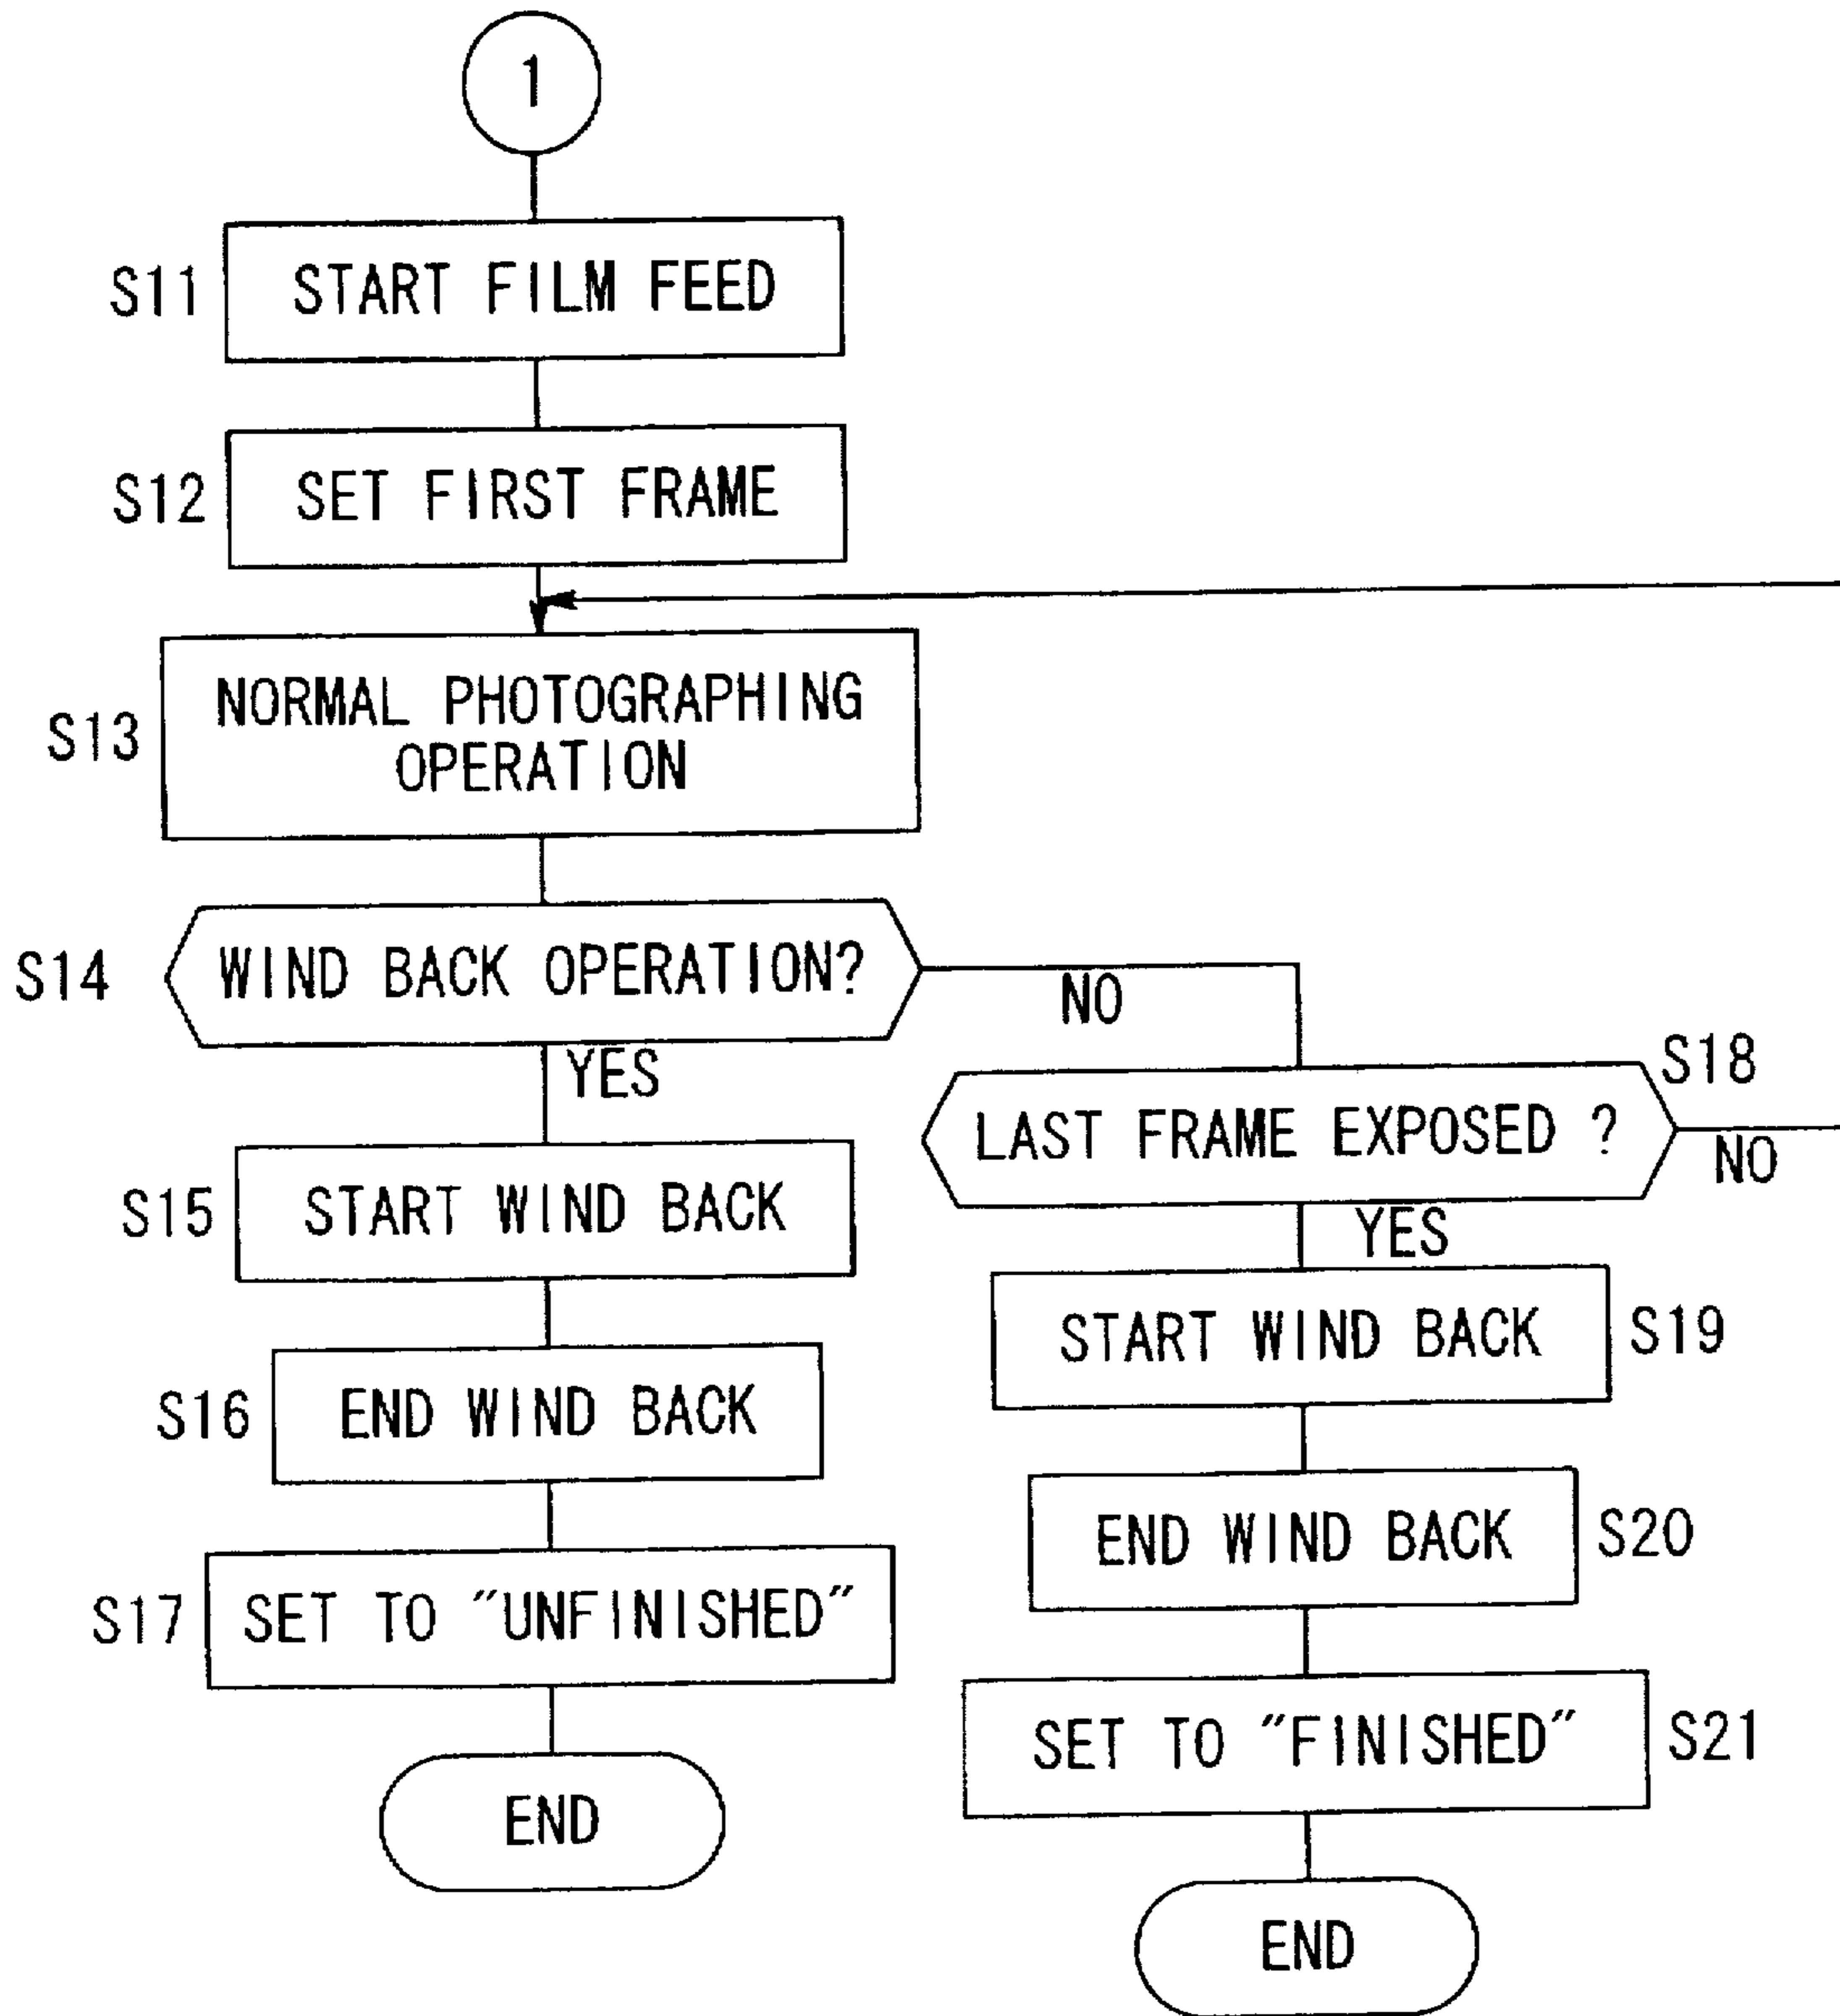 1
S11
START FILM FEED
S12
SET FIRST FRAME
S13
NORMAL PHOTOGRAPHING
OPERATION
S14
WIND BACK OPERATION?
NO
YES
S18
LAST FRAME EXPOSED ?
NO
YES
S15
START WIND BACK
S16
END WIND BACK
S17
SET TO "UNFINISHED"
END
START WIND BACK
S19
END WIND BACK
S20
SET TO "FINISHED"
S21
END